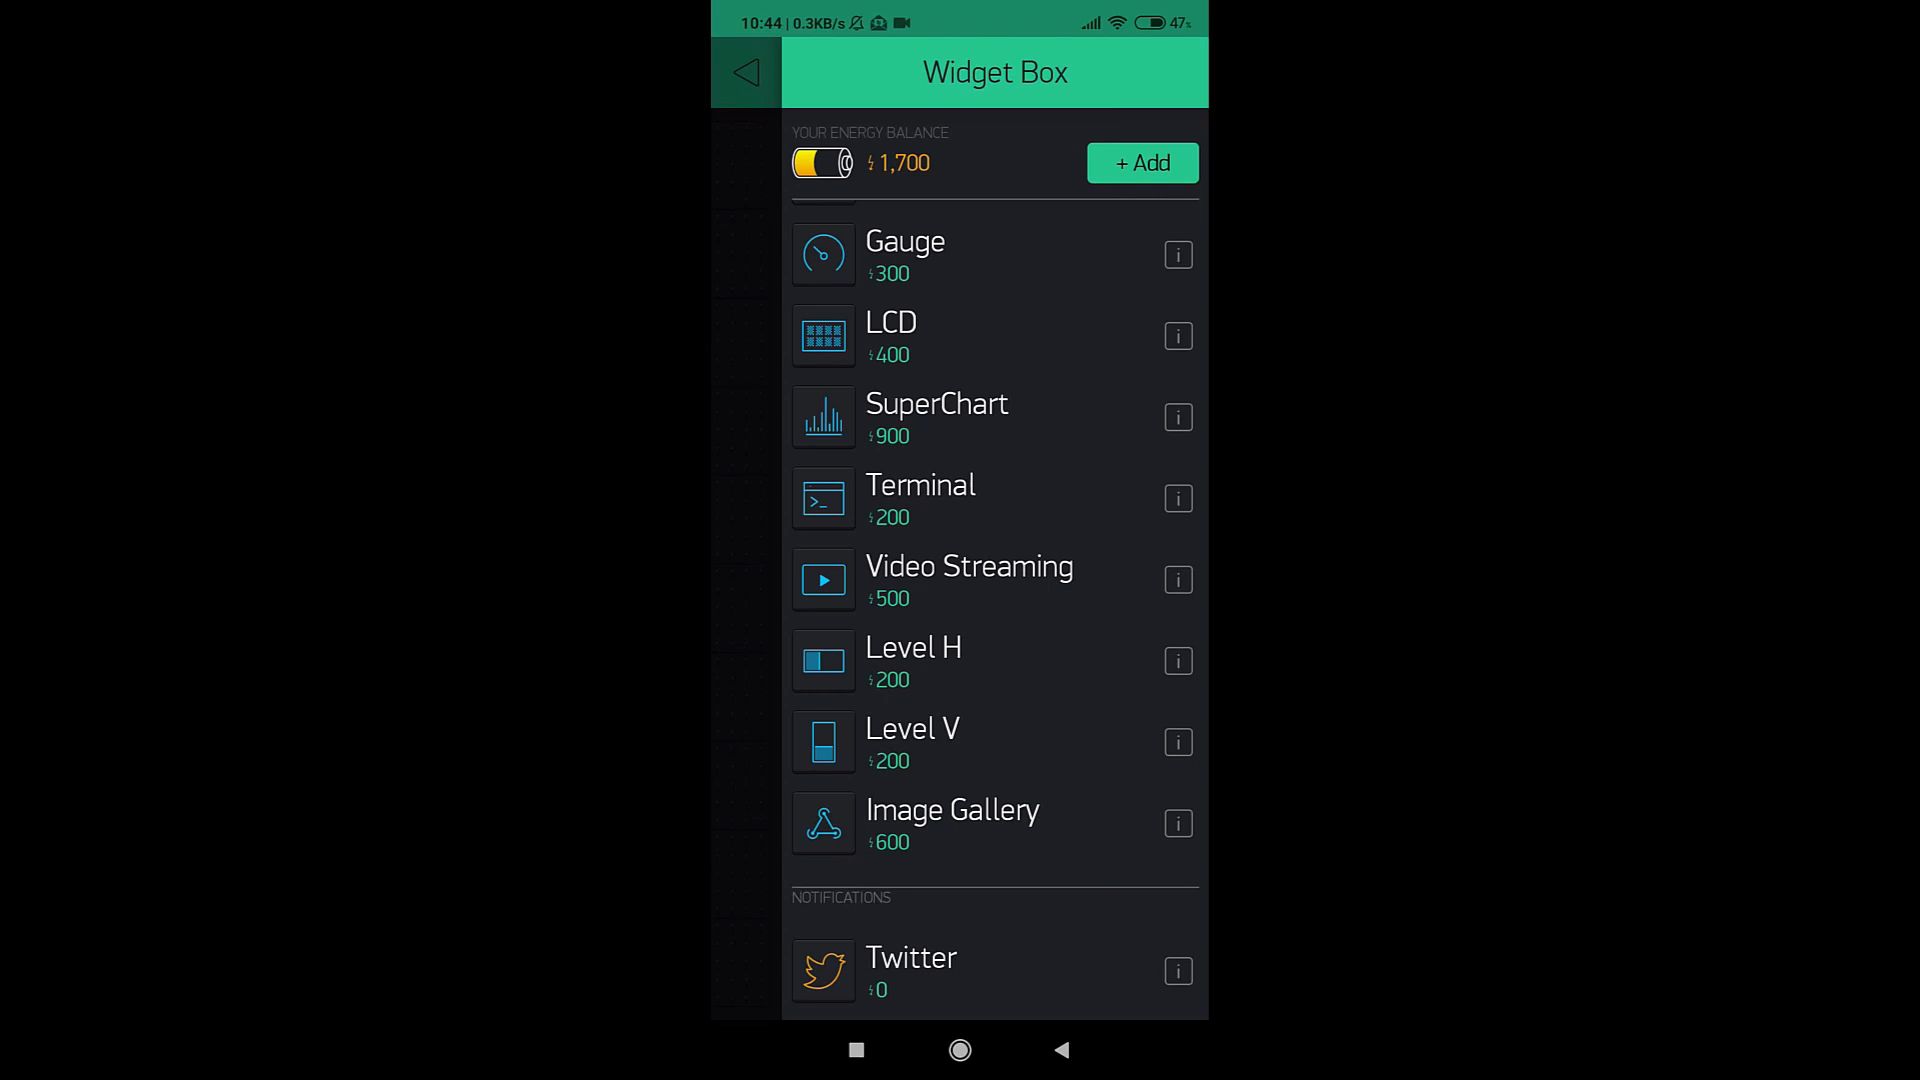 10:44 | 0.3KB/s 47%
Widget Box
YOUR ENERGY BALANCE
1,700
+ Add
Gauge
300
LCD
400
SuperChart
900
Terminal
200
Video Streaming
500
Level H
200
Level V
200
Image Gallery
600
NOTIFICATIONS
Twitter
0